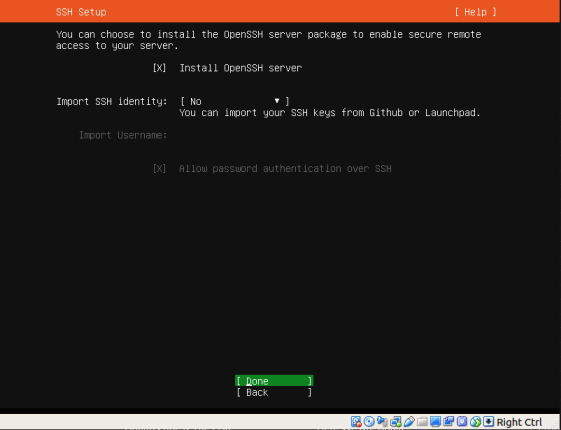 SSH Setup [ Help ]
You can choose to install the OpenSSH server package to enable secure remote
access to your server.
[X] Install OpenSSH server
Import SSH identity: [ No ▼ ]
You can import your SSH keys from Github or Launchpad.
Import Username:
[X] Allow password authentication over SSH
[ Done ]
[ Back ]
Right Ctrl